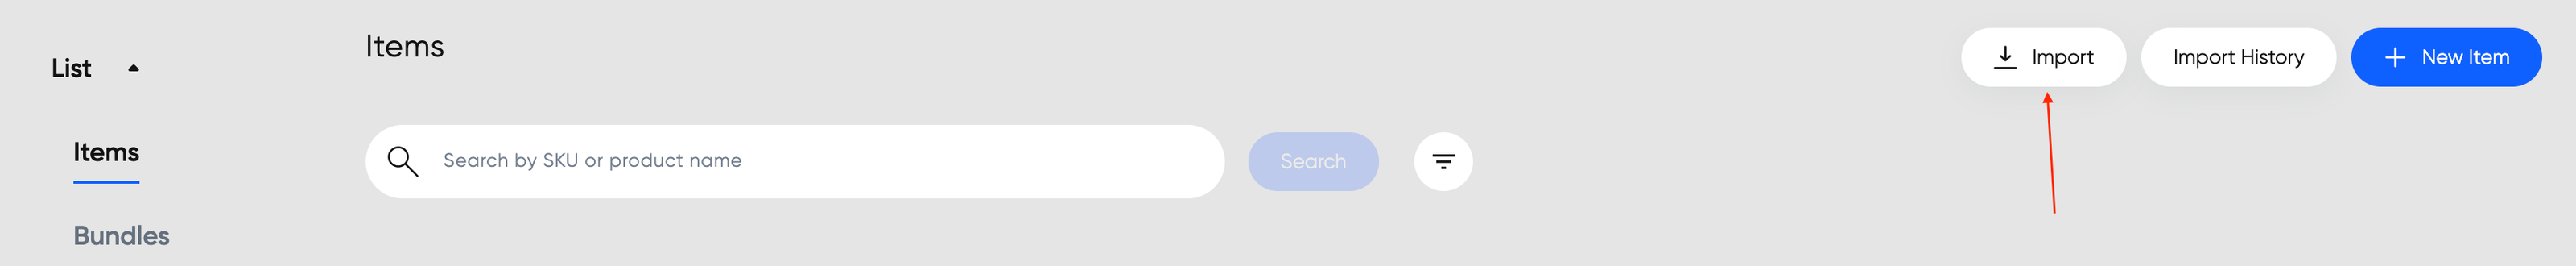 List
Items
Bundles
Items
Import
Import History
New Item
Search by SKU or product name
Search